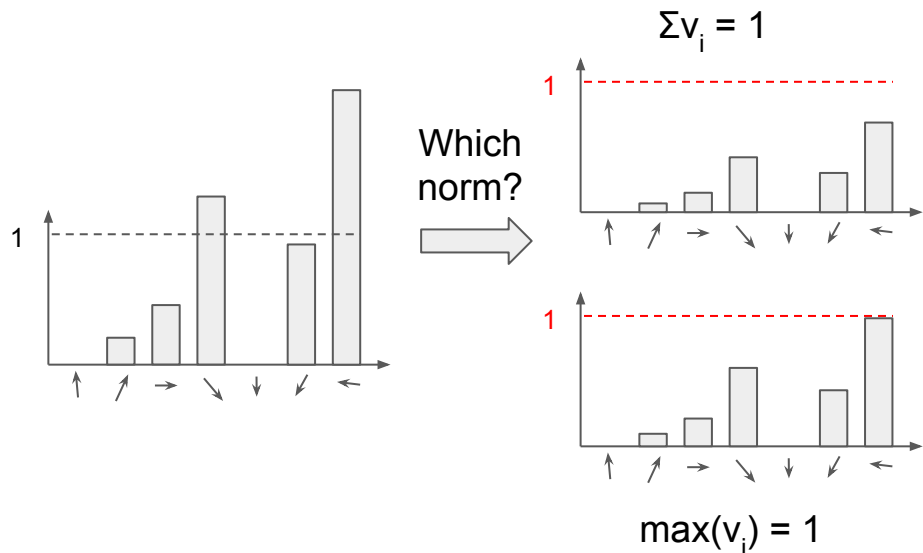 Σv_i = 1
1
Which
norm?
1
1
max(v_i) = 1